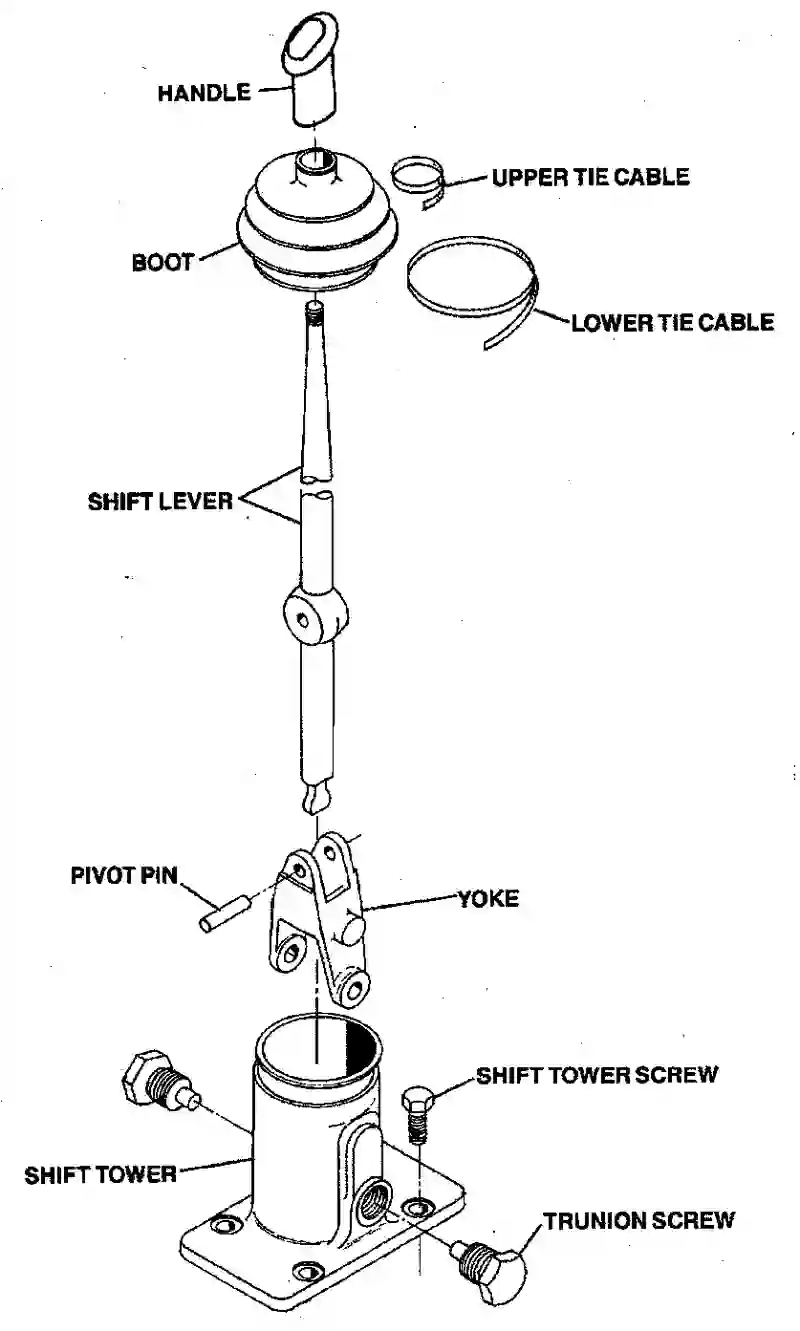 HANDLE
UPPER TIE CABLE
BOOT
LOWER TIE CABLE
SHIFT LEVER
PIVOT PIN
YOKE
SHIFT TOWER SCREW
SHIFT TOWER
TRUNION SCREW